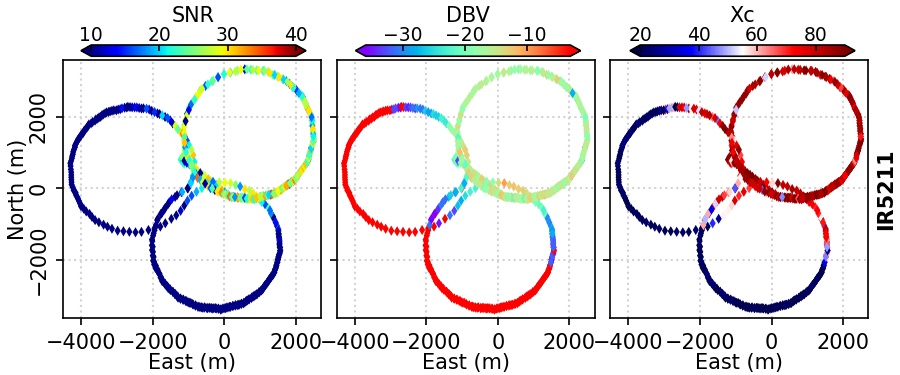 SNR DBV Xc
10 20 30 40 −30 −20 −10 20 40 60 80
2000
0
−2000
North (m)
IR5211
−4000 −2000 0 2000 −4000 −2000 0 2000 −4000 −2000 0 2000
East (m) East (m) East (m)